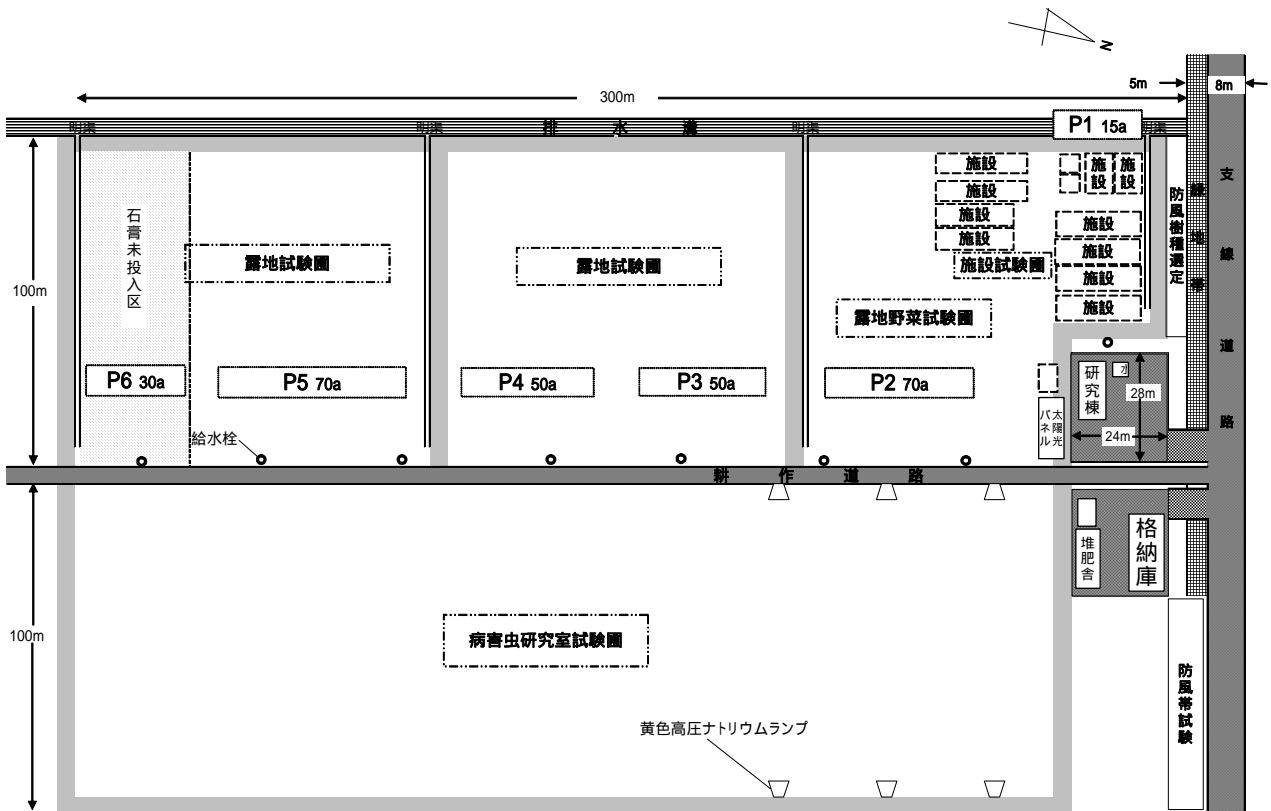 N
5m
8m
300m
明渠
明渠
排水溝
明渠
明渠
P1 15a
施設
施設
施設
施設
施設
施設
施設
施設
施設
施設
施設試験圃
露地野菜試験圃
露地試験圃
露地試験圃
石膏未投入区
防風樹種選定
緑地帯
支線道路
100m
P6 30a
P5 70a
P4 50a
P3 50a
P2 70a
研究棟
28m
24m
太陽光
パネル
給水栓
耕作道路
堆肥舎
格納庫
100m
病害虫研究室試験圃
防風帯試験
黄色高圧ナトリウムランプ